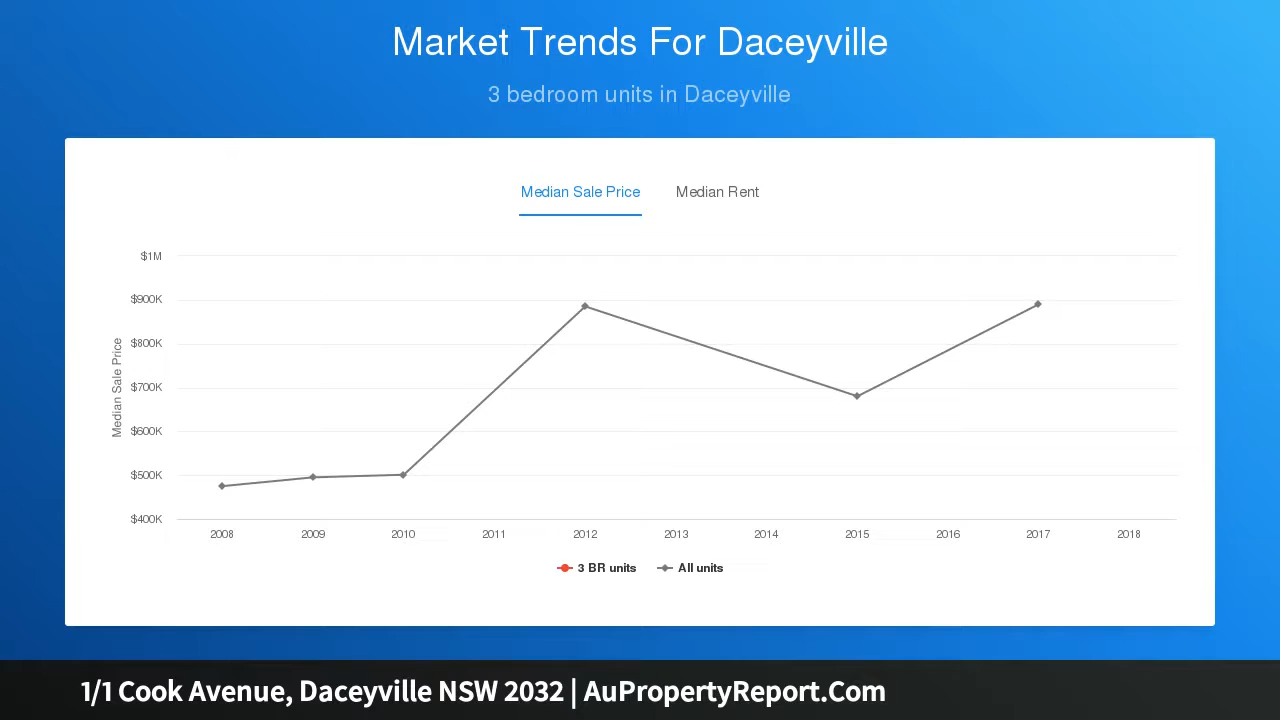 Market Trends For Daceyville
3 bedroom units in Daceyville
Median Sale Price Median Rent
$1M
$900K
$800K
$700K
$600K
$500K
$400K
Median Sale Price
2008 2009 2010 2011 2012 2013 2014 2015 2016 2017 2018
3 BR units All units
1/1 Cook Avenue, Daceyville NSW 2032 | AuPropertyReport.Com